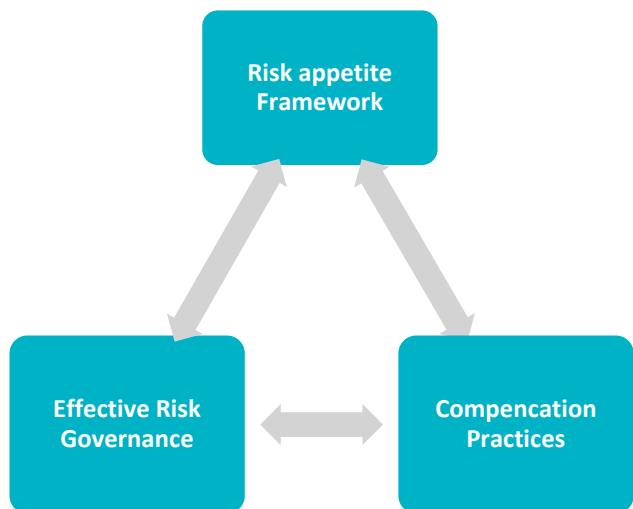 Risk appetite
Framework
Effective Risk
Governance
Compencation
Practices